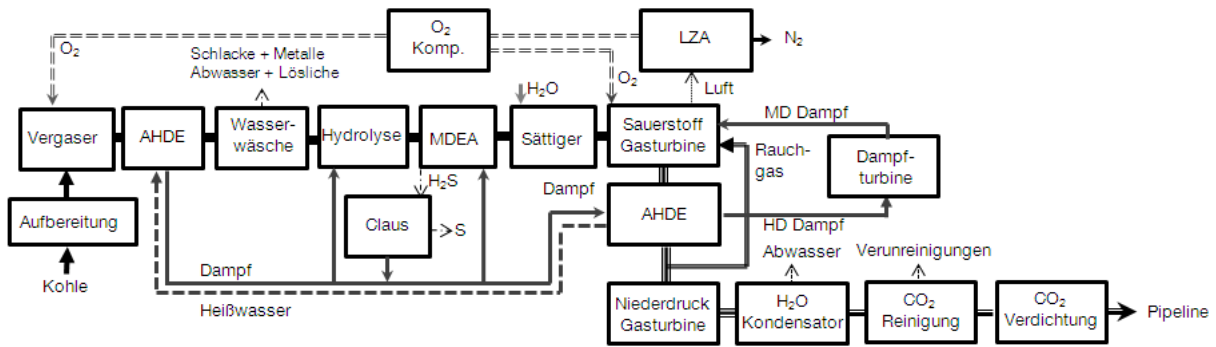 O2
Komp.
LZA
N2
O2
Schlacke + Metalle
Abwasser + Lösliche
O2
Luft
H2O
Vergaser
AHDE
Wasser-
wäsche
Hydrolyse
MDEA
Sättiger
Sauerstoff
Gasturbine
MD Dampf
Rauch-
gas
Dampf-
turbine
H2S
Dampf
Aufbereitung
Claus
S
AHDE
HD Dampf
Abwasser
Verunreinigungen
Kohle
Dampf
Heißwasser
Niederdruck
Gasturbine
H2O
Kondensator
CO2
Reinigung
CO2
Verdichtung
Pipeline